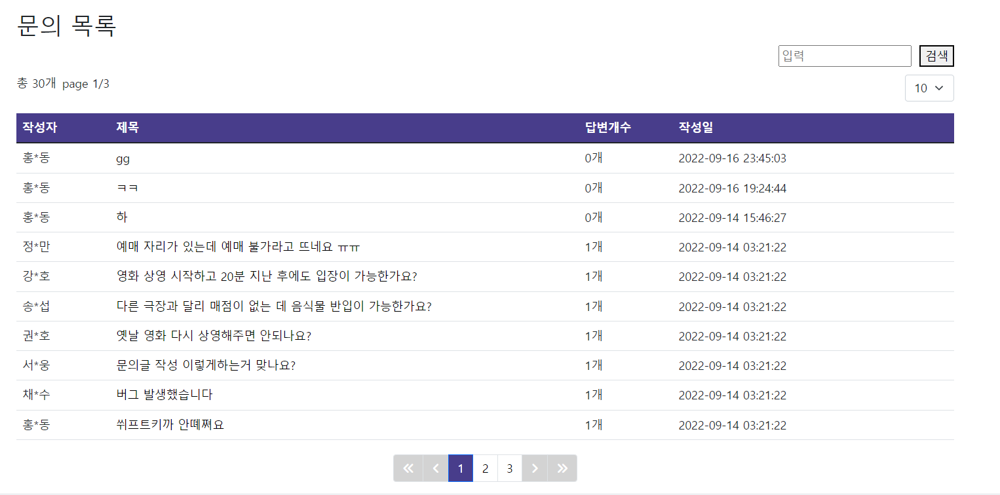 문의 목록
입력 검색
총 30개 page 1/3 10
작성자 제목 답변개수 작성일
홍*동 gg 0개 2022-09-16 23:45:03
홍*동 ㅋㅋ 0개 2022-09-16 19:24:44
홍*동 하 0개 2022-09-14 15:46:27
정*만 예매 자리가 있는데 예매 불가라고 뜨네요 ㅠㅠ 1개 2022-09-14 03:21:22
강*호 영화 상영 시작하고 20분 지난 후에도 입장이 가능한가요? 1개 2022-09-14 03:21:22
송*섭 다른 극장과 달리 매점이 없는 데 음식물 반입이 가능한가요? 1개 2022-09-14 03:21:22
권*호 옛날 영화 다시 상영해주면 안되나요? 1개 2022-09-14 03:21:22
서*웅 문의글 작성 이렇게하는거 맞나요? 1개 2022-09-14 03:21:22
채*수 버그 발생했습니다 1개 2022-09-14 03:21:22
홍*동 쒸프트키까 안뗴쪄요 1개 2022-09-14 03:21:22
« ‹ 1 2 3 › »